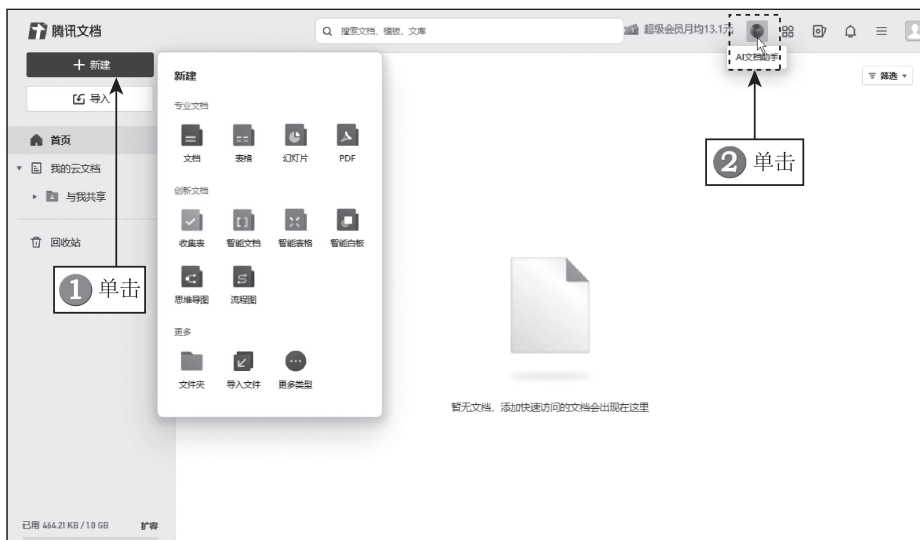 腾讯文档
搜索文档、模板、文库
超级会员月均13.1元
AI文档助手
+ 新建
导入
首页
我的云文档
与我共享
回收站
新建
专业文档
文档 表格 幻灯片 PDF
创新文档
收集表 智能文档 智能表格 智能白板
思维导图 流程图
更多
文件夹 导入文件 更多类型
筛选
2 单击
1 单击
暂无文档，添加快速访问的文档会出现在这里
已用 464.21 KB / 1.0 GB 扩容